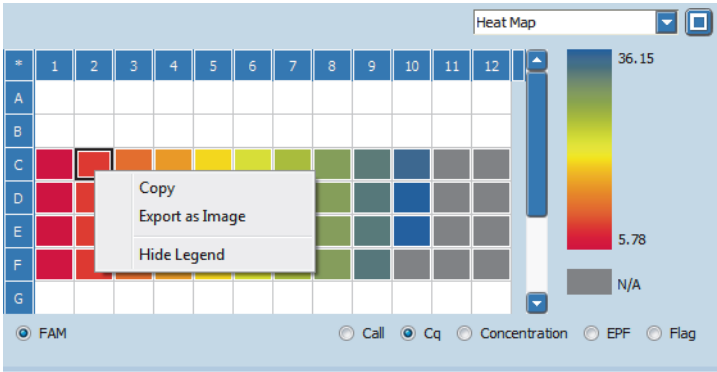 Heat Map
* 1 2 3 4 5 6 7 8 9 10 11 12
36.15
A
B
C
D
Copy
Export as Image
E
5.78
Hide Legend
F
N/A
G
FAM Call Cq Concentration EPF Flag